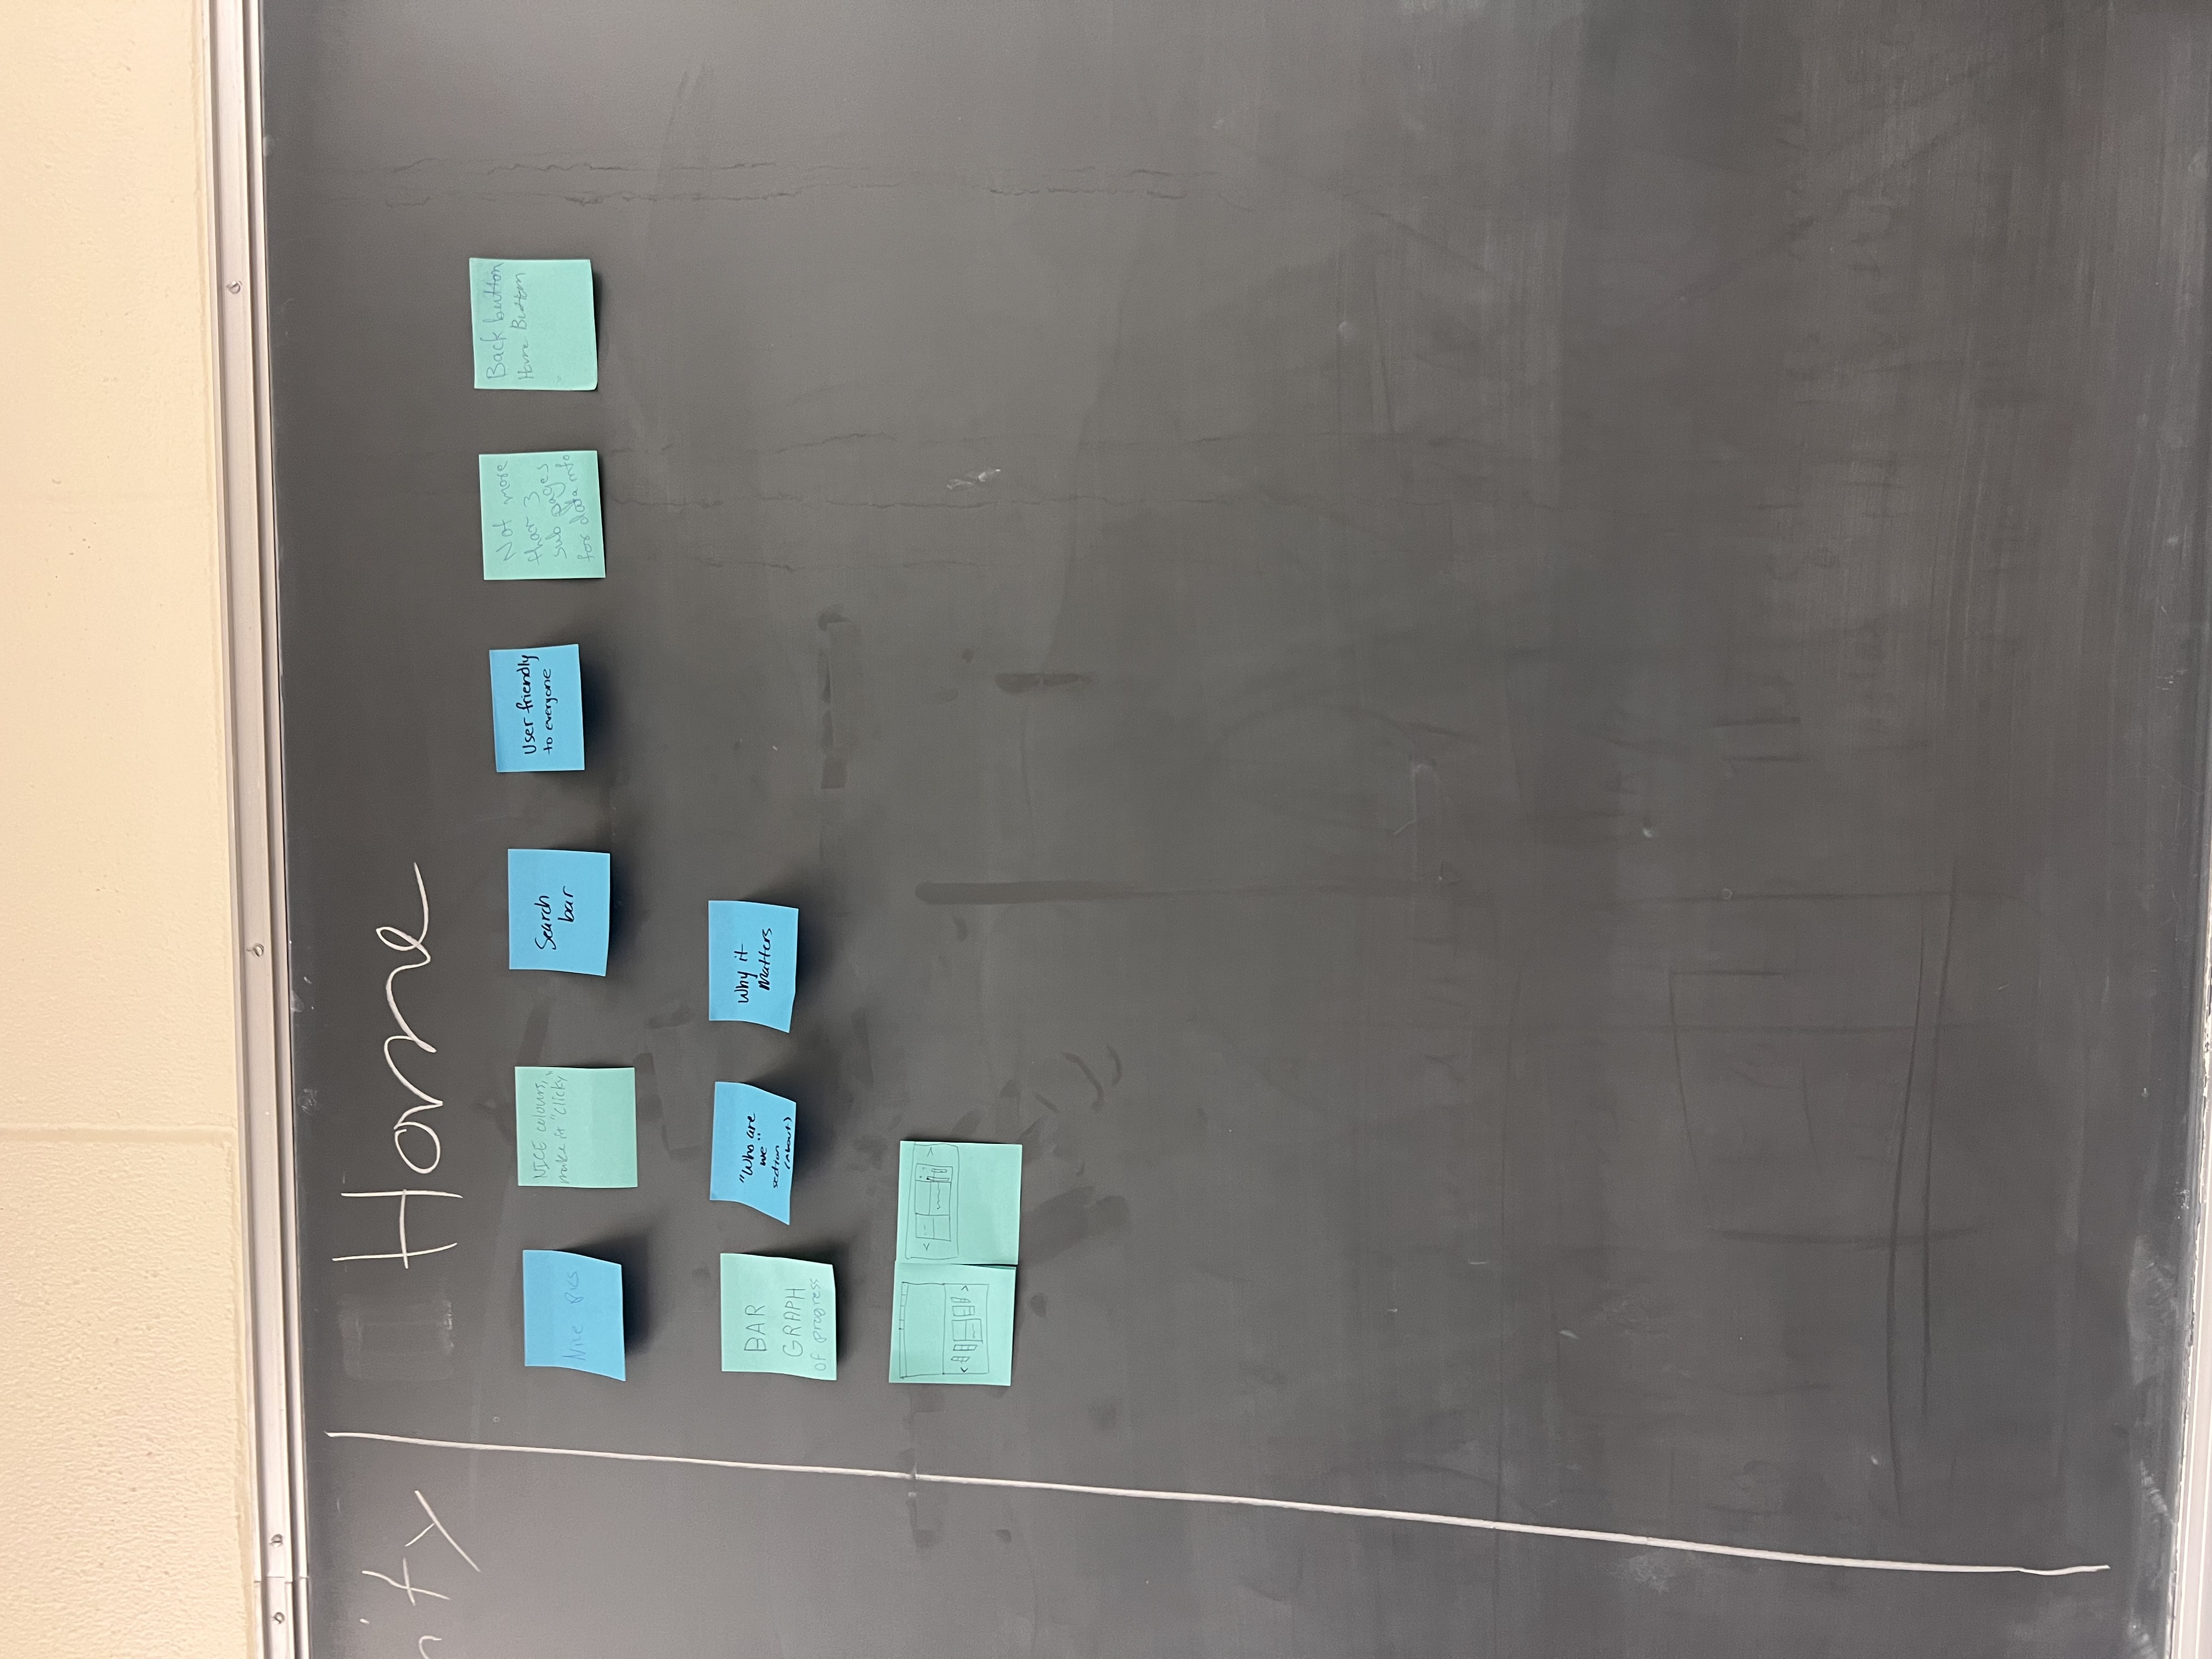 nity
Home
Nice pics
NICE colours,
make it "clicky"
Search
bar
User friendly
to everyone
Not more
than 3
sub pages
for data info
Back button
Home Button
BAR
GRAPH
of progress
"Who are
we"
section
(About)
Why it
Matters